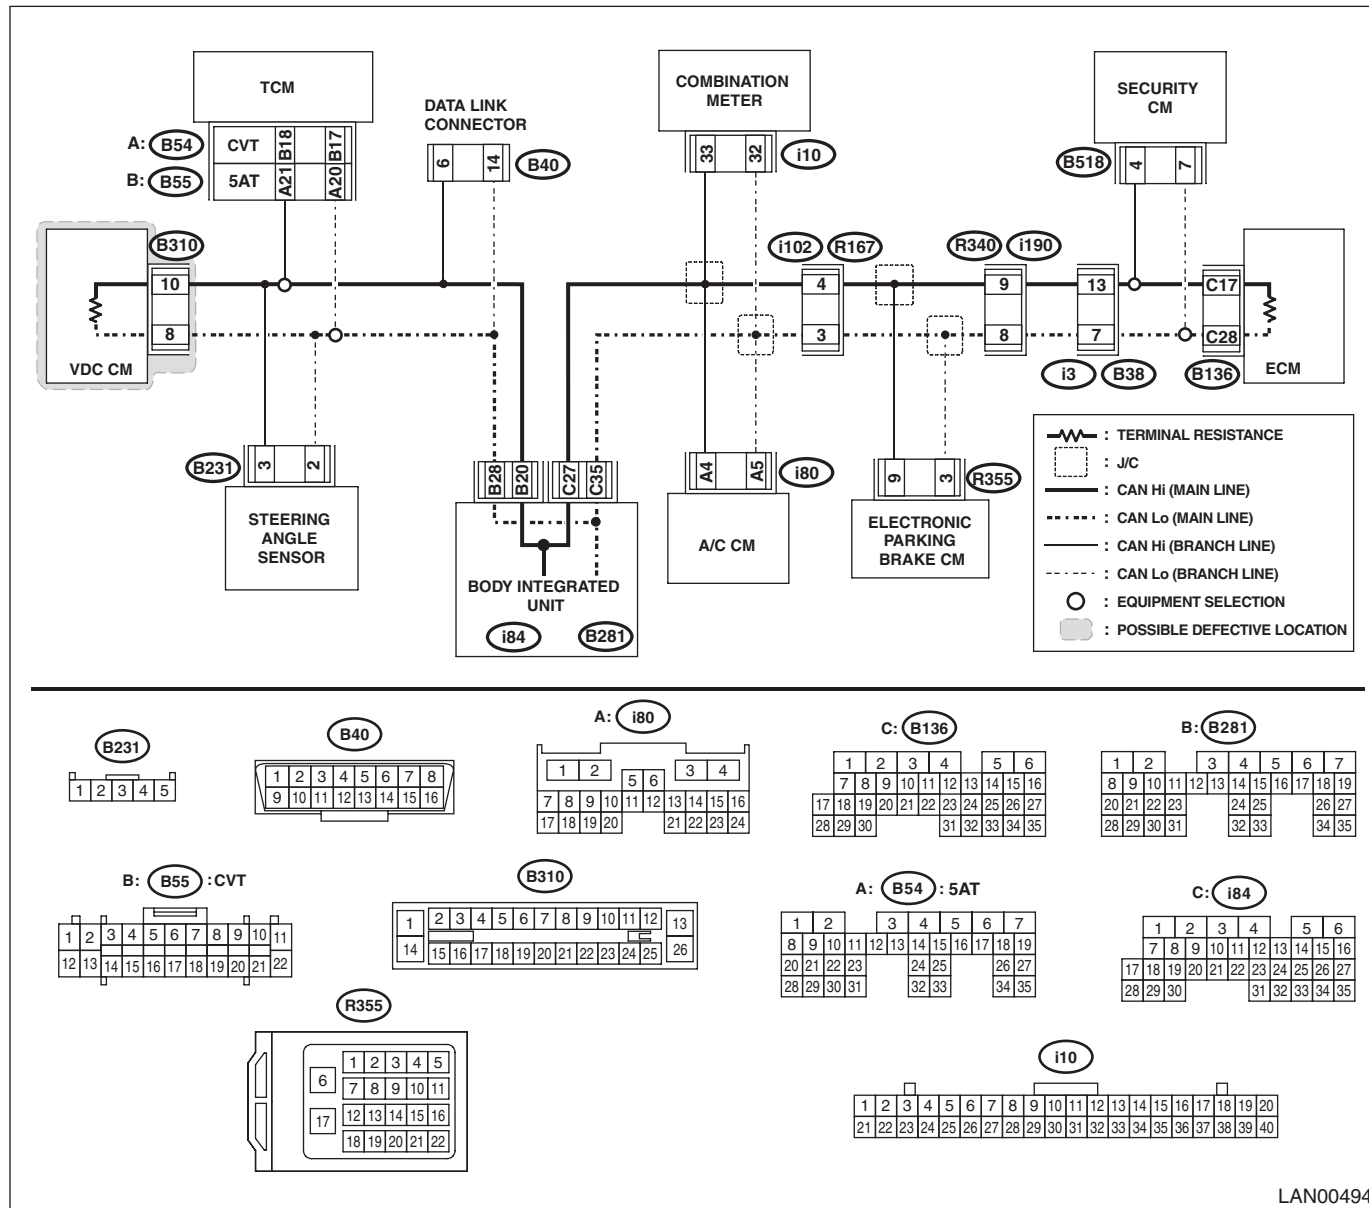 TCM
COMBINATION
METER
SECURITY
CM
DATA LINK
CONNECTOR
A: B54 CVT B18 B17
B: B55 5AT A21 A20
6 14 B40
33 32 i10
B518 4 7
B310
i102 R167
R340 i190
10 4 9 13 C17
8 3 8 7 C28
VDC CM
i3 B38 B136 ECM
B231 3 2
B28 B20 C27 C35
A4 A5 i80
9 3 R355
STEERING
ANGLE
SENSOR
BODY INTEGRATED
UNIT
i84 B281
A/C CM
ELECTRONIC
PARKING
BRAKE CM
: TERMINAL RESISTANCE
: J/C
: CAN Hi (MAIN LINE)
: CAN Lo (MAIN LINE)
: CAN Hi (BRANCH LINE)
: CAN Lo (BRANCH LINE)
: EQUIPMENT SELECTION
: POSSIBLE DEFECTIVE LOCATION
B231
1 2 3 4 5
B40
1 2 3 4 5 6 7 8
9 10 11 12 13 14 15 16
A: i80
1 2 3 4
5 6
7 8 9 10 11 12 13 14 15 16
17 18 19 20 21 22 23 24
C: B136
1 2 3 4 5 6
7 8 9 10 11 12 13 14 15 16
17 18 19 20 21 22 23 24 25 26 27
28 29 30 31 32 33 34 35
B: B281
1 2 3 4 5 6 7
8 9 10 11 12 13 14 15 16 17 18 19
20 21 22 23 24 25 26 27
28 29 30 31 32 33 34 35
B: B55 :CVT
1 2 3 4 5 6 7 8 9 10 11
12 13 14 15 16 17 18 19 20 21 22
B310
1 2 3 4 5 6 7 8 9 10 11 12 13
14 15 16 17 18 19 20 21 22 23 24 25 26
A: B54 : 5AT
1 2 3 4 5 6 7
8 9 10 11 12 13 14 15 16 17 18 19
20 21 22 23 24 25 26 27
28 29 30 31 32 33 34 35
C: i84
1 2 3 4 5 6
7 8 9 10 11 12 13 14 15 16
17 18 19 20 21 22 23 24 25 26 27
28 29 30 31 32 33 34 35
R355
1 2 3 4 5
6
7 8 9 10 11
12 13 14 15 16
17
18 19 20 21 22
i10
1 2 3 4 5 6 7 8 9 10 11 12 13 14 15 16 17 18 19 20
21 22 23 24 25 26 27 28 29 30 31 32 33 34 35 36 37 38 39 40
LAN00494